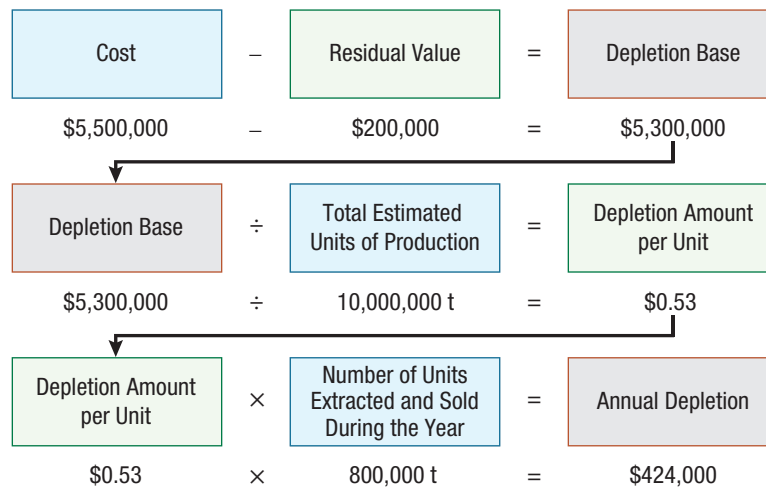 Cost – Residual Value = Depletion Base
$5,500,000 – $200,000 = $5,300,000
Depletion Base ÷ Total Estimated
Units of Production = Depletion Amount
per Unit
$5,300,000 ÷ 10,000,000 t = $0.53
Depletion Amount
per Unit × Number of Units
Extracted and Sold
During the Year = Annual Depletion
$0.53 × 800,000 t = $424,000